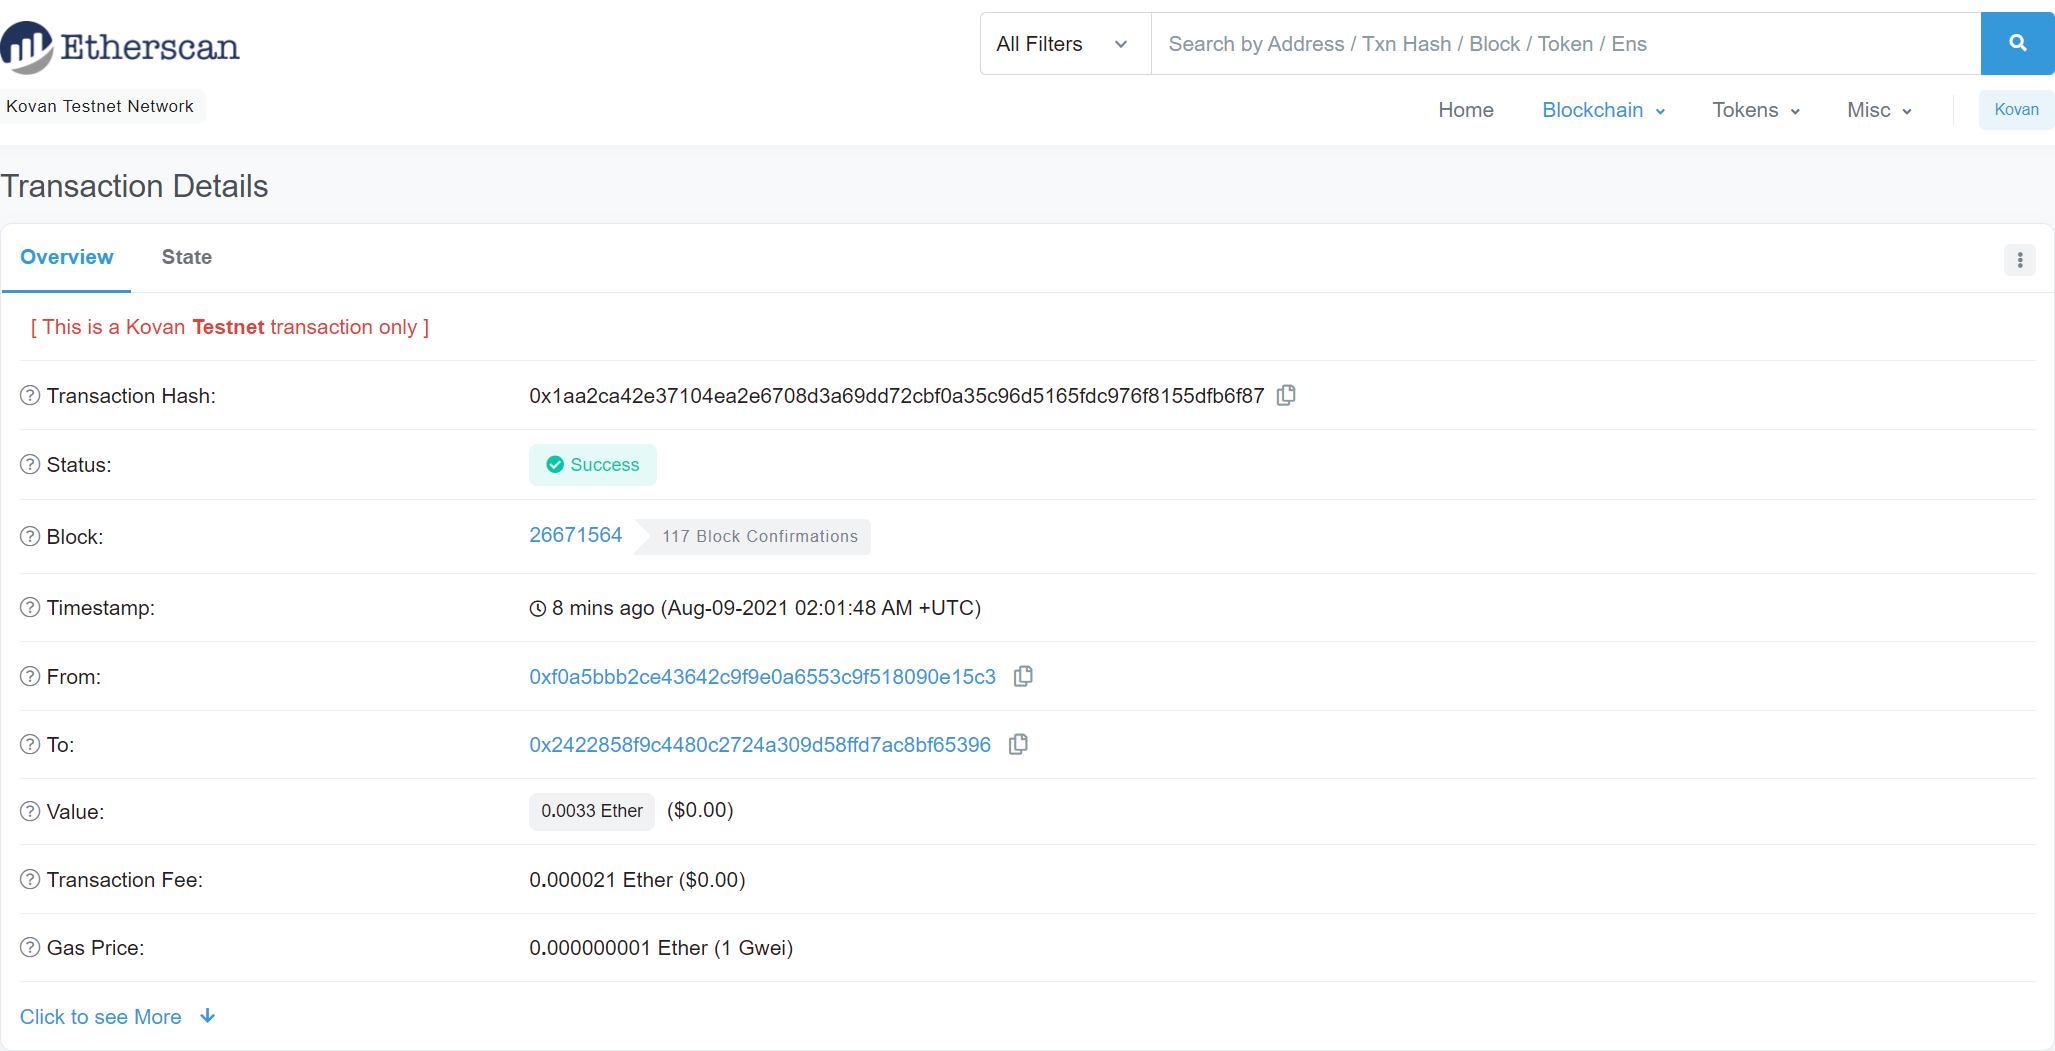 Etherscan
All Filters
Search by Address / Txn Hash / Block / Token / Ens
Kovan Testnet Network
Home Blockchain Tokens Misc Kovan
Transaction Details
Overview State
[ This is a Kovan Testnet transaction only ]
Transaction Hash: 0x1aa2ca42e37104ea2e6708d3a69dd72cbf0a35c96d5165fdc976f8155dfb6f87
Status: Success
Block: 26671564 117 Block Confirmations
Timestamp: 8 mins ago (Aug-09-2021 02:01:48 AM +UTC)
From: 0xf0a5bbb2ce43642c9f9e0a6553c9f518090e15c3
To: 0x2422858f9c4480c2724a309d58ffd7ac8bf65396
Value: 0.0033 Ether ($0.00)
Transaction Fee: 0.000021 Ether ($0.00)
Gas Price: 0.000000001 Ether (1 Gwei)
Click to see More